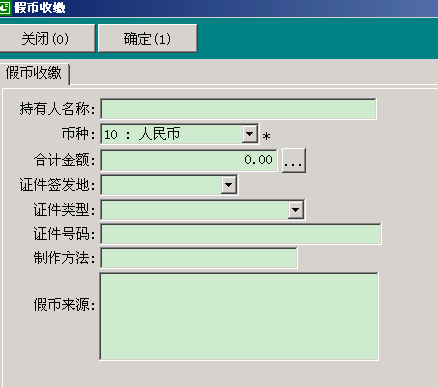 假币收缴
关闭(0) 确定(1)
假币收缴
持有人名称:
币种: 10 : 人民币 *
合计金额: 0.00 ...
证件签发地:
证件类型:
证件号码:
制作方法:
假币来源: